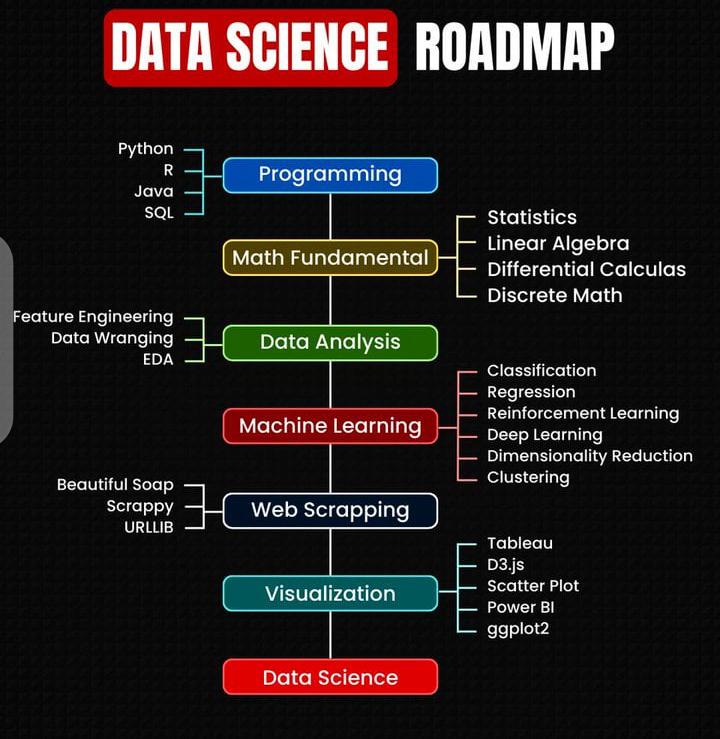 DATA SCIENCE ROADMAP
Programming
Python
R
Java
SQL
Math Fundamental
Statistics
Linear Algebra
Differential Calculas
Discrete Math
Data Analysis
Feature Engineering
Data Wranging
EDA
Machine Learning
Classification
Regression
Reinforcement Learning
Deep Learning
Dimensionality Reduction
Clustering
Web Scrapping
Beautiful Soap
Scrappy
URLLIB
Visualization
Tableau
D3.js
Scatter Plot
Power BI
ggplot2
Data Science